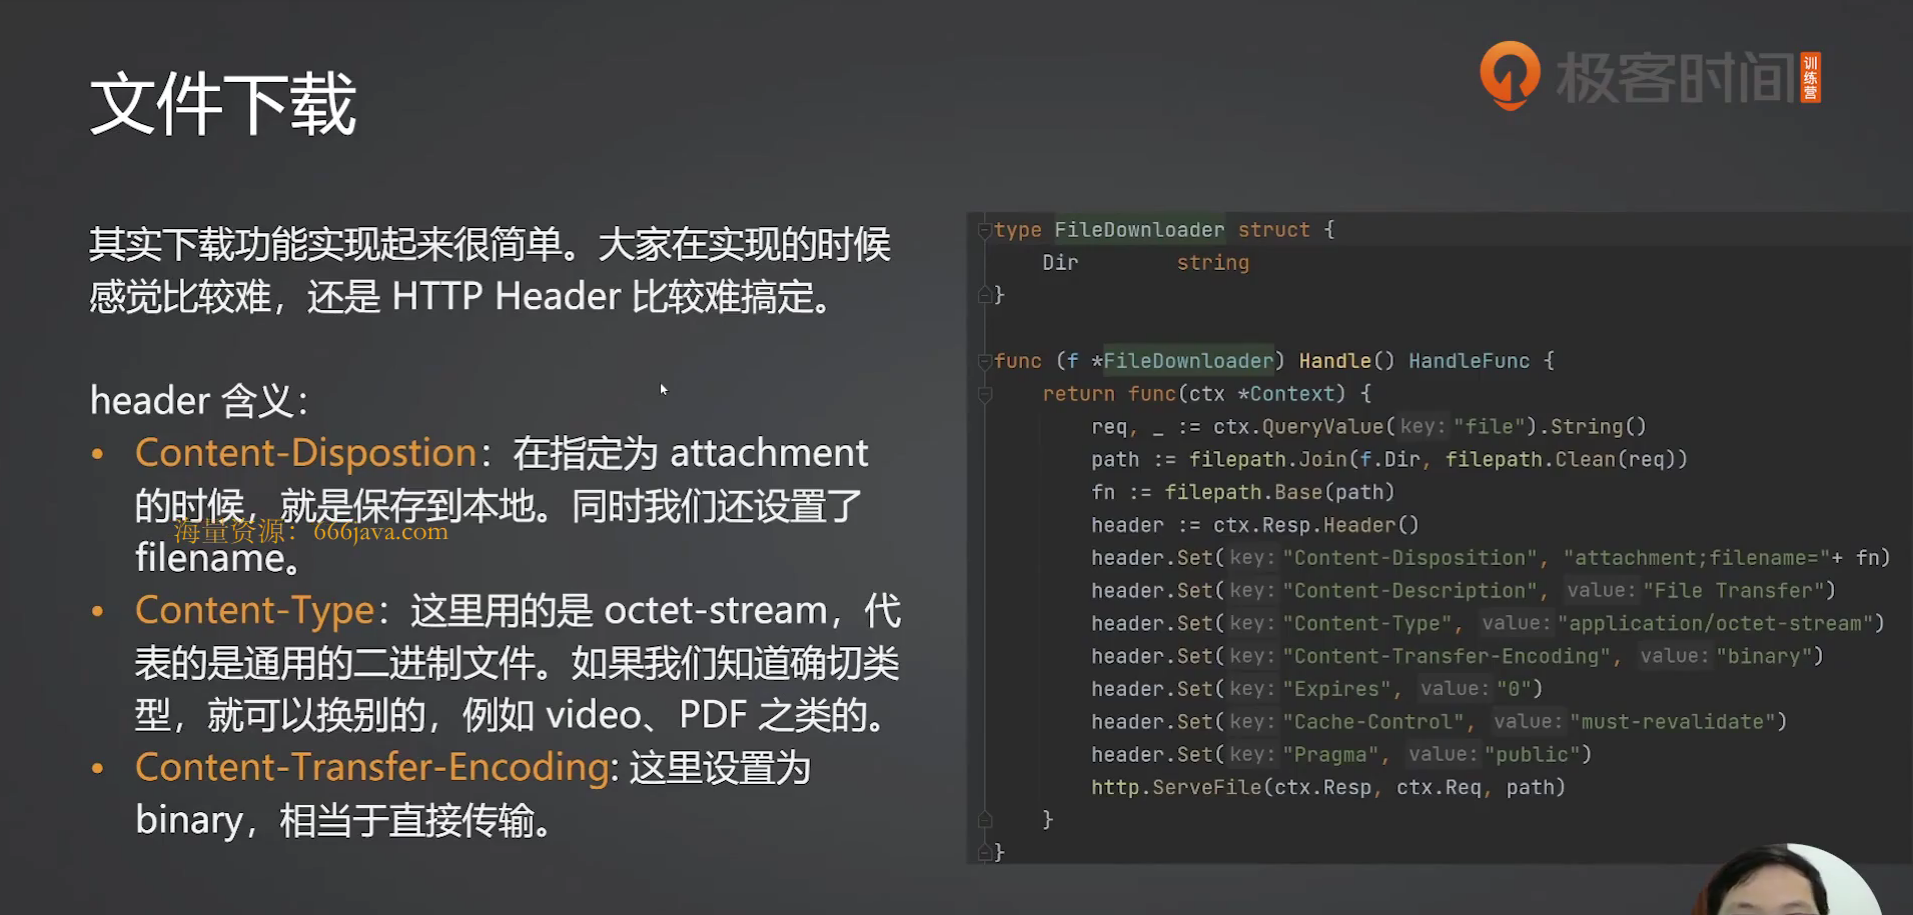 文件下载
极客时间
训练营
其实下载功能实现起来很简单。大家在实现的时候
感觉比较难，还是 HTTP Header 比较难搞定。
header 含义：
• Content-Dispostion：在指定为 attachment
的时候，就是保存到本地。同时我们还设置了
海量资源：666java.com
filename。
• Content-Type：这里用的是 octet-stream，代
表的是通用的二进制文件。如果我们知道确切类
型，就可以换别的，例如 video、PDF 之类的。
• Content-Transfer-Encoding: 这里设置为
binary，相当于直接传输。
type FileDownloader struct {
Dir string
}
func (f *FileDownloader) Handle() HandleFunc {
return func(ctx *Context) {
req, _ := ctx.QueryValue( key: "file").String()
path := filepath.Join(f.Dir, filepath.Clean(req))
fn := filepath.Base(path)
header := ctx.Resp.Header()
header.Set( key: "Content-Disposition", "attachment;filename="+ fn)
header.Set( key: "Content-Description", value: "File Transfer")
header.Set( key: "Content-Type", value: "application/octet-stream")
header.Set( key: "Content-Transfer-Encoding", value: "binary")
header.Set( key: "Expires", value: "0")
header.Set( key: "Cache-Control", value: "must-revalidate")
header.Set( key: "Pragma", value: "public")
http.ServeFile(ctx.Resp, ctx.Req, path)
}
}